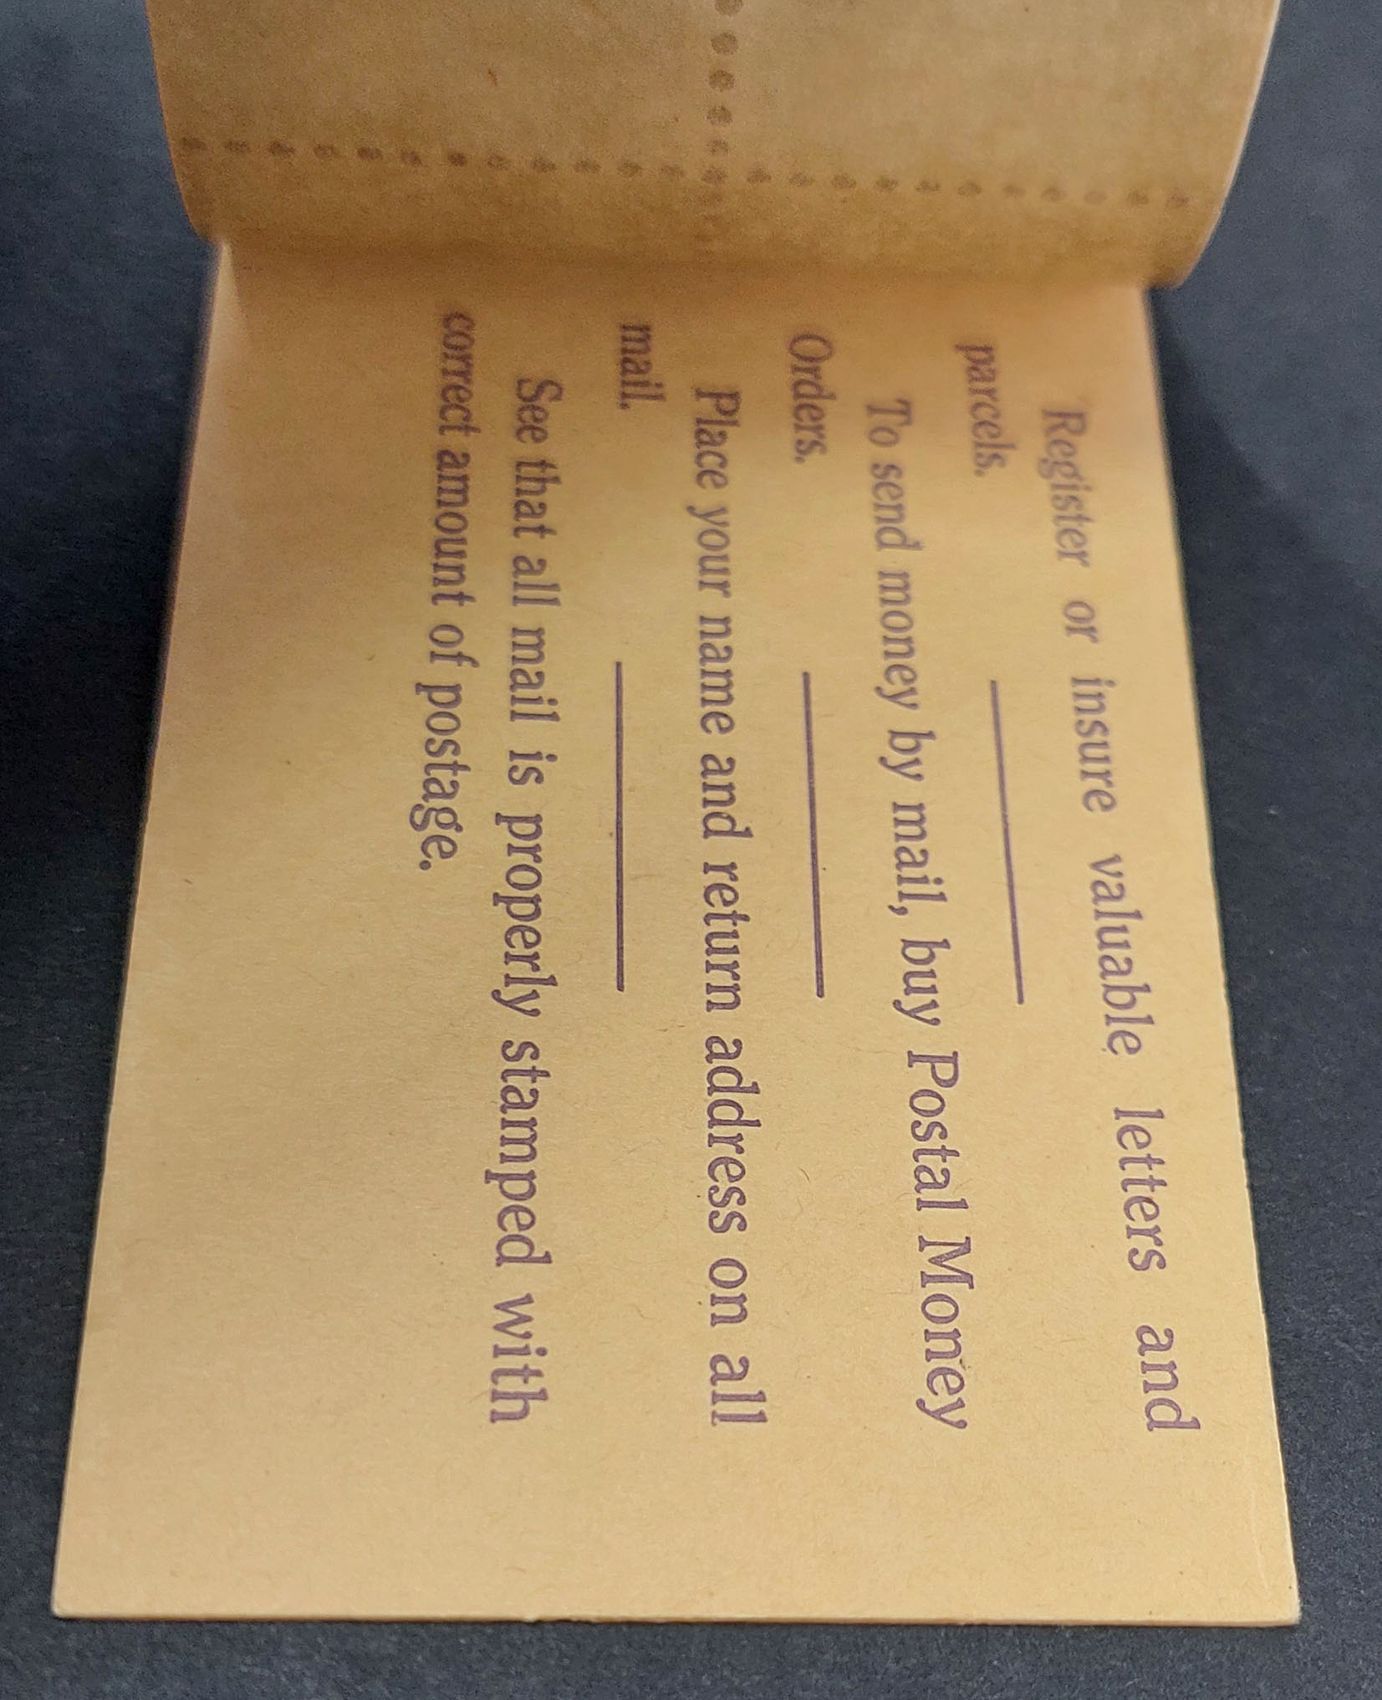 Register or insure valuable letters and
parcels.
To send money by mail, buy Postal Money
Orders.
Place your name and return address on all
mail.
See that all mail is properly stamped with
correct amount of postage.